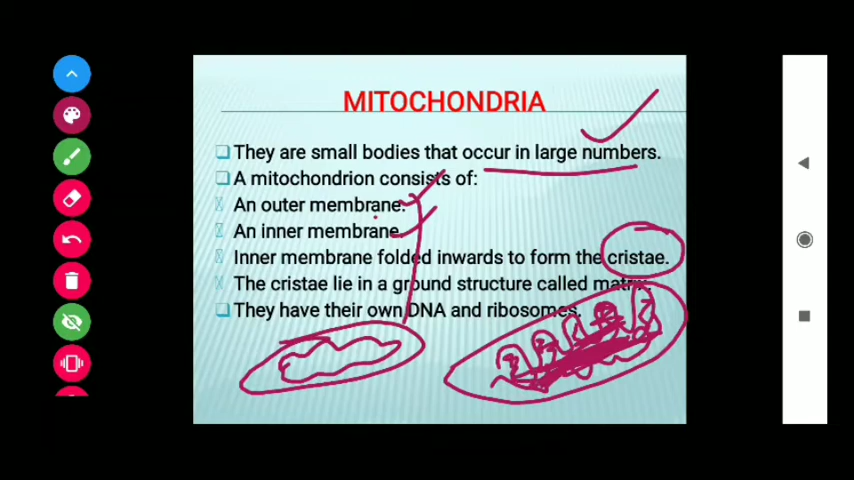 MITOCHONDRIA
They are small bodies that occur in large numbers.
A mitochondrion consists of:
An outer membrane.
An inner membrane
Inner membrane folded inwards to form the cristae.
The cristae lie in a ground structure called matrix.
They have their own DNA and ribosomes.